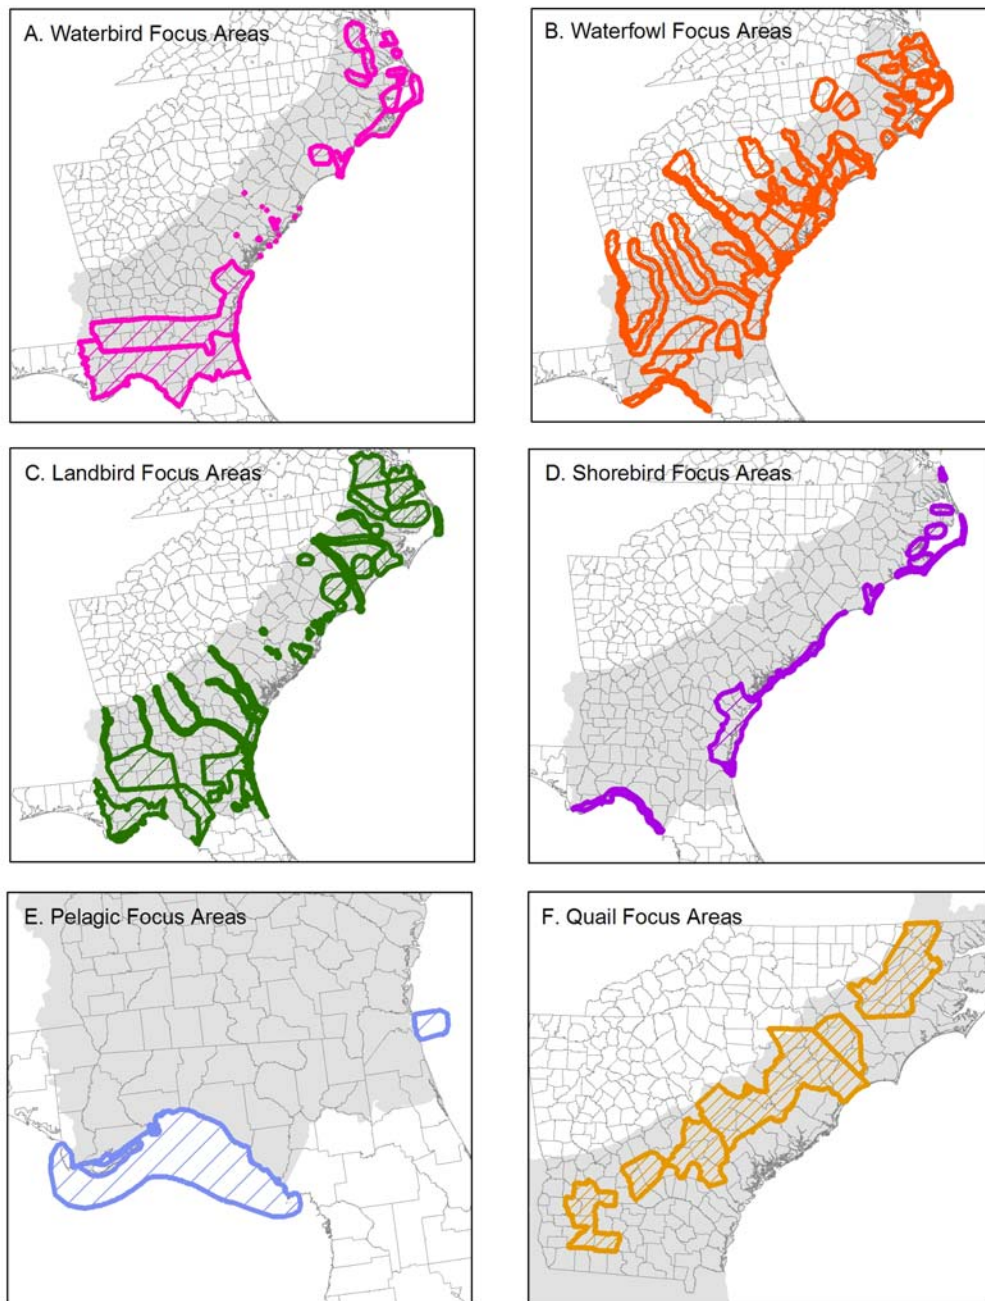 A. Waterbird Focus Areas
B. Waterfowl Focus Areas
C. Landbird Focus Areas
D. Shorebird Focus Areas
E. Pelagic Focus Areas
F. Quail Focus Areas